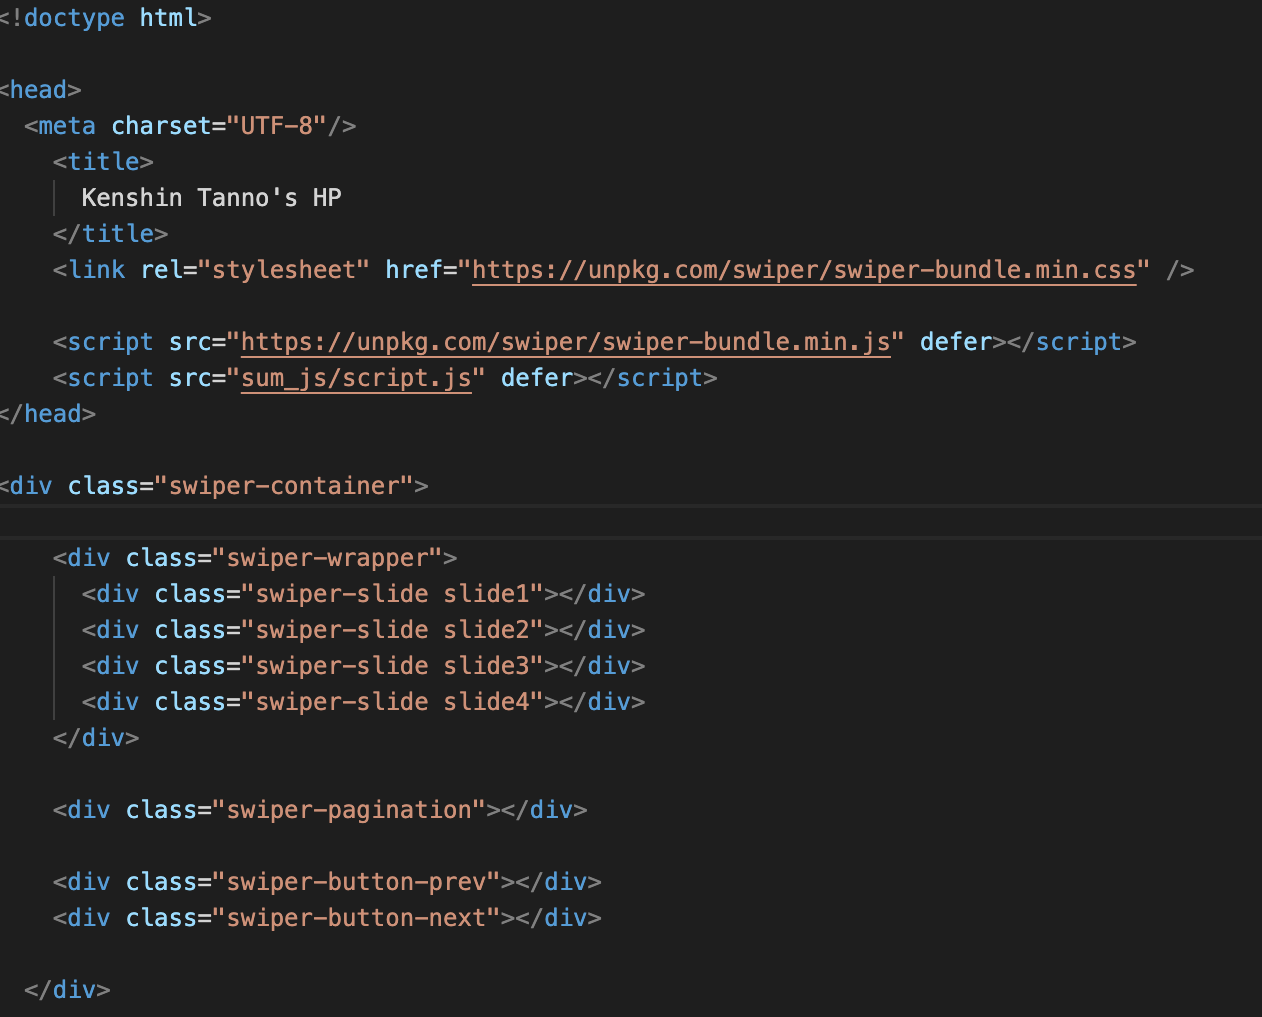 <!doctype html>
<head>
<meta charset="UTF-8"/>
<title>
Kenshin Tanno's HP
</title>
<link rel="stylesheet" href="https://unpkg.com/swiper/swiper-bundle.min.css" />
<script src="https://unpkg.com/swiper/swiper-bundle.min.js" defer></script>
<script src="sum_js/script.js" defer></script>
</head>
<div class="swiper-container">
<div class="swiper-wrapper">
<div class="swiper-slide slide1"></div>
<div class="swiper-slide slide2"></div>
<div class="swiper-slide slide3"></div>
<div class="swiper-slide slide4"></div>
</div>
<div class="swiper-pagination"></div>
<div class="swiper-button-prev"></div>
<div class="swiper-button-next"></div>
</div>